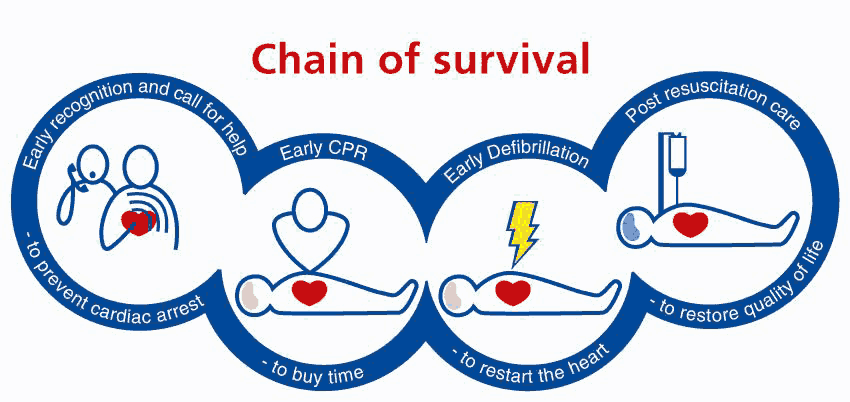 Chain of survival
Early recognition and call for help
- to prevent cardiac arrest
Early CPR
- to buy time
Early Defibrillation
- to restart the heart
Post resuscitation care
- to restore quality of life